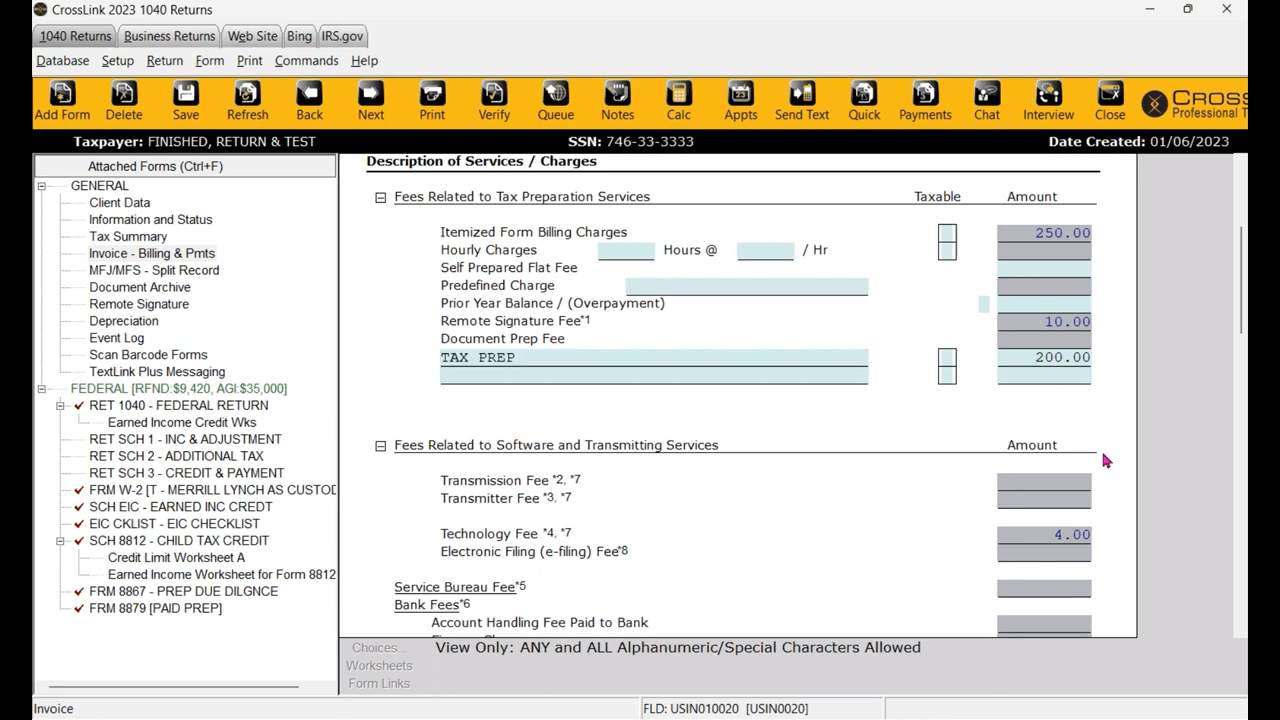 CrossLink 2023 1040 Returns
1040 Returns Business Returns Web Site Bing IRS.gov
Database Setup Return Form Print Commands Help
Add Form Delete Save Refresh Back Next Print Verify Queue Notes Calc Appts Send Text Quick Payments Chat Interview Close CROSS
Professional T
Taxpayer: FINISHED, RETURN & TEST SSN: 746-33-3333 Date Created: 01/06/2023
Attached Forms (Ctrl+F)
GENERAL
Client Data
Information and Status
Tax Summary
Invoice - Billing & Pmts
MFJ/MFS - Split Record
Document Archive
Remote Signature
Depreciation
Event Log
Scan Barcode Forms
TextLink Plus Messaging
FEDERAL [RFND:$9,420, AGI:$35,000]
RET 1040 - FEDERAL RETURN
Earned Income Credit Wks
RET SCH 1 - INC & ADJUSTMENT
RET SCH 2 - ADDITIONAL TAX
RET SCH 3 - CREDIT & PAYMENT
FRM W-2 [T - MERRILL LYNCH AS CUSTOD
SCH EIC - EARNED INC CREDT
EIC CKLIST - EIC CHECKLIST
SCH 8812 - CHILD TAX CREDIT
Credit Limit Worksheet A
Earned Income Worksheet for Form 8812
FRM 8867 - PREP DUE DILGNCE
FRM 8879 [PAID PREP]
Description of Services / Charges
Fees Related to Tax Preparation Services Taxable Amount
Itemized Form Billing Charges 250.00
Hourly Charges Hours @ / Hr
Self Prepared Flat Fee
Predefined Charge
Prior Year Balance / (Overpayment)
Remote Signature Fee*1 10.00
Document Prep Fee
TAX PREP 200.00
Fees Related to Software and Transmitting Services Amount
Transmission Fee *2, *7
Transmitter Fee *3, *7
Technology Fee *4, *7 4.00
Electronic Filing (e-filing) Fee*8
Service Bureau Fee*5
Bank Fees*6
Account Handling Fee Paid to Bank
Choices... View Only: ANY and ALL Alphanumeric/Special Characters Allowed
Worksheets
Form Links
Invoice FLD: USIN010020 [USIN0020]